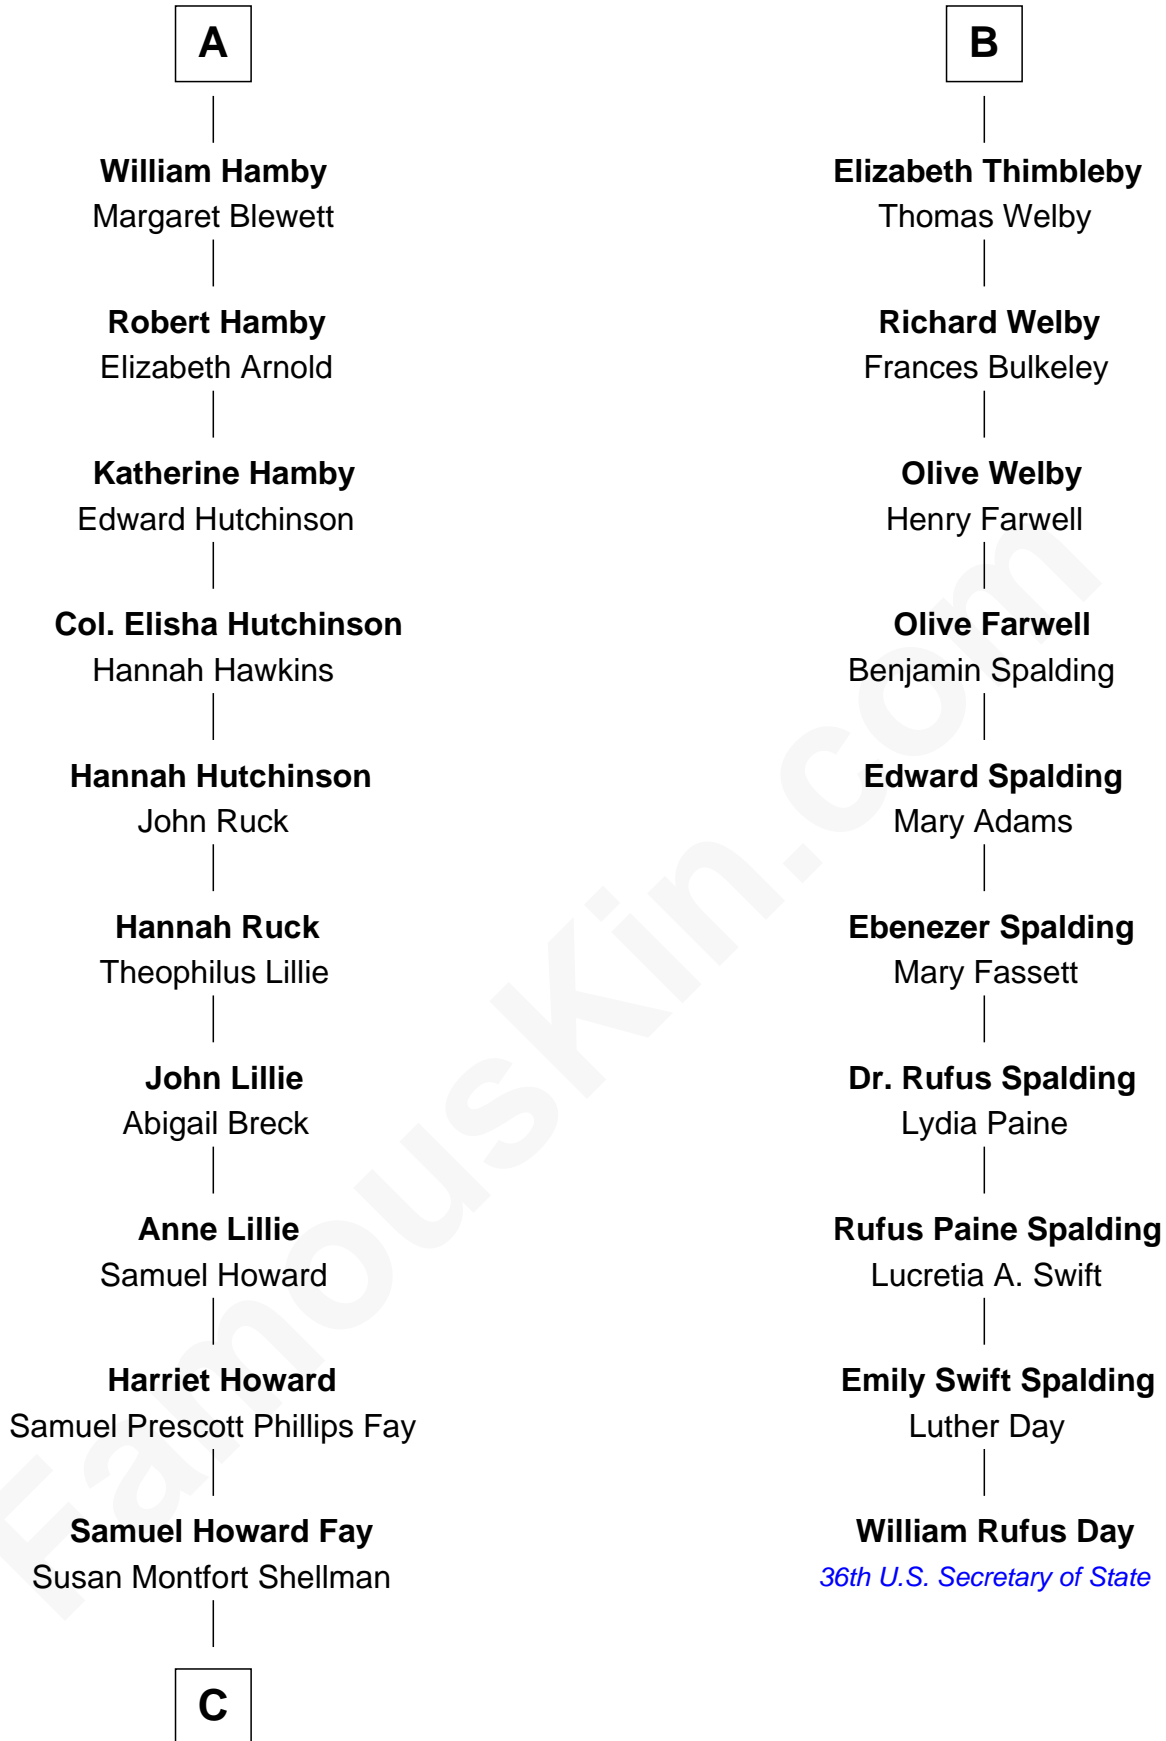 A
William Hamby
Margaret Blewett
Robert Hamby
Elizabeth Arnold
Katherine Hamby
Edward Hutchinson
Col. Elisha Hutchinson
Hannah Hawkins
Hannah Hutchinson
John Ruck
Hannah Ruck
Theophilus Lillie
John Lillie
Abigail Breck
Anne Lillie
Samuel Howard
Harriet Howard
Samuel Prescott Phillips Fay
Samuel Howard Fay
Susan Montfort Shellman
C
B
Elizabeth Thimbleby
Thomas Welby
Richard Welby
Frances Bulkeley
Olive Welby
Henry Farwell
Olive Farwell
Benjamin Spalding
Edward Spalding
Mary Adams
Ebenezer Spalding
Mary Fassett
Dr. Rufus Spalding
Lydia Paine
Rufus Paine Spalding
Lucretia A. Swift
Emily Swift Spalding
Luther Day
William Rufus Day
36th U.S. Secretary of State
FamousKin.com